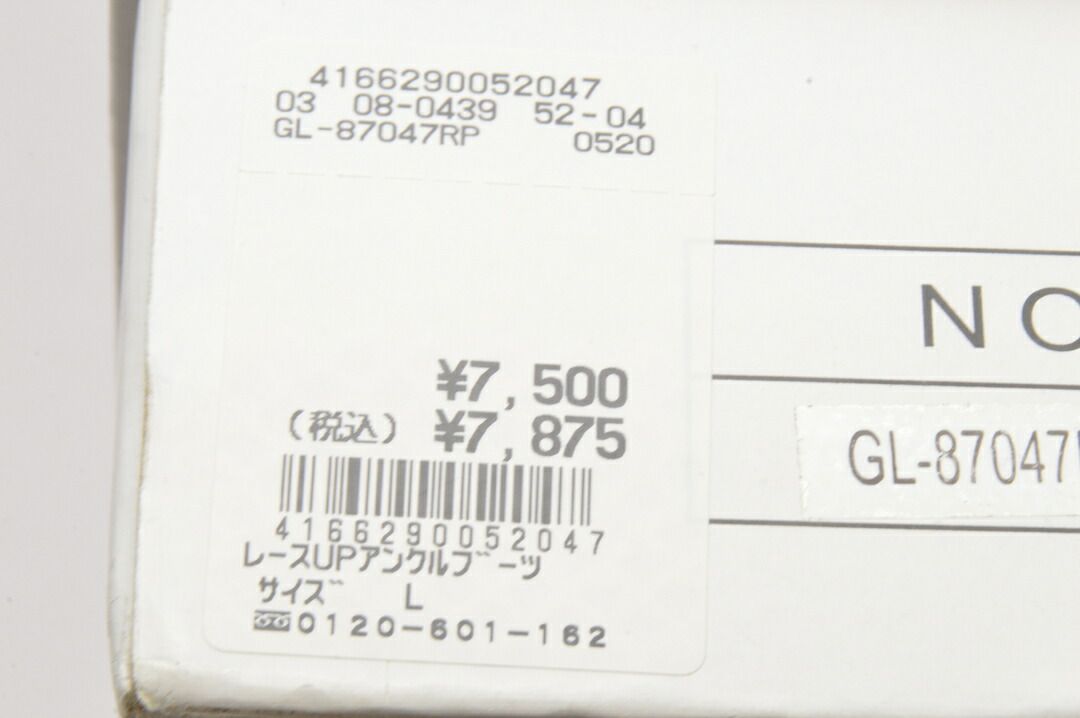 4166290052047
03 08-0439 52-04
GL-87047RP 0520
¥7,500
(税込) ¥7,875
4166290052047
レースUPアンクルブーツ
サイズ L
0120-601-162
NO
GL-87047